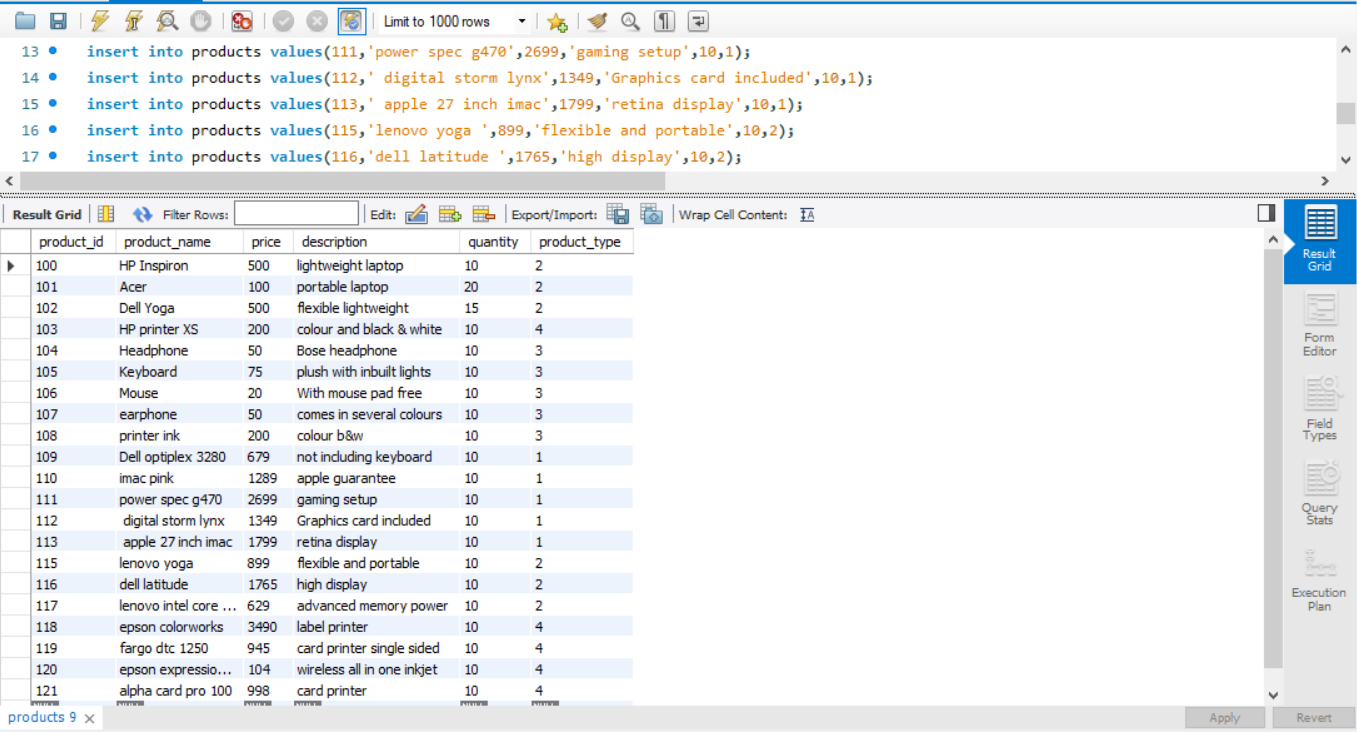 Limit to 1000 rows
13 insert into products values(111,'power spec g470',2699,'gaming setup',10,1);
14 insert into products values(112,' digital storm lynx',1349,'Graphics card included',10,1);
15 insert into products values(113,' apple 27 inch imac',1799,'retina display',10,1);
16 insert into products values(115,'lenovo yoga ',899,'flexible and portable',10,2);
17 insert into products values(116,'dell latitude ',1765,'high display',10,2);
Result Grid Filter Rows: Edit: Export/Import: Wrap Cell Content:
product_id product_name price description quantity product_type
100 HP Inspiron 500 lightweight laptop 10 2
101 Acer 100 portable laptop 20 2
102 Dell Yoga 500 flexible lightweight 15 2
103 HP printer XS 200 colour and black & white 10 4
104 Headphone 50 Bose headphone 10 3
105 Keyboard 75 plush with inbuilt lights 10 3
106 Mouse 20 With mouse pad free 10 3
107 earphone 50 comes in several colours 10 3
108 printer ink 200 colour b&w 10 3
109 Dell optiplex 3280 679 not including keyboard 10 1
110 imac pink 1289 apple guarantee 10 1
111 power spec g470 2699 gaming setup 10 1
112 digital storm lynx 1349 Graphics card included 10 1
113 apple 27 inch imac 1799 retina display 10 1
115 lenovo yoga 899 flexible and portable 10 2
116 dell latitude 1765 high display 10 2
117 lenovo intel core ... 629 advanced memory power 10 2
118 epson colorworks 3490 label printer 10 4
119 fargo dtc 1250 945 card printer single sided 10 4
120 epson expressio... 104 wireless all in one inkjet 10 4
121 alpha card pro 100 998 card printer 10 4
Result
Grid
Form
Editor
Field
Types
Query
Stats
Execution
Plan
products 9
Apply Revert